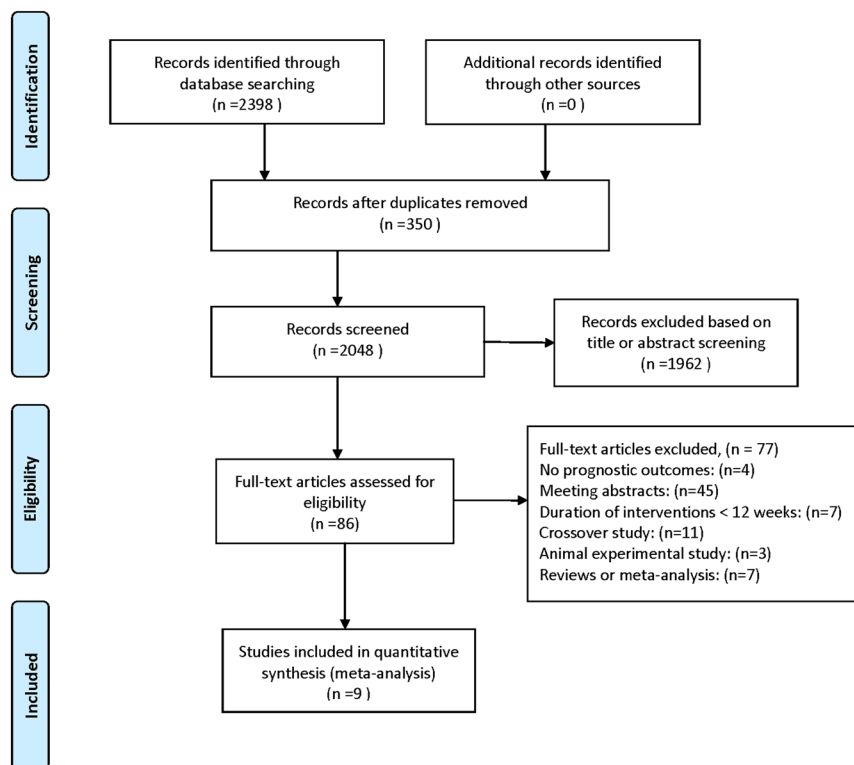 Identification
Records identified through
database searching
(n =2398 )
Additional records identified
through other sources
(n =0 )
Records after duplicates removed
(n =350 )
Screening
Records screened
(n =2048 )
Records excluded based on
title or abstract screening
(n =1962 )
Eligibility
Full-text articles assessed for
eligibility
(n =86)
Full-text articles excluded, (n = 77)
No prognostic outcomes: (n=4)
Meeting abstracts: (n=45)
Duration of interventions < 12 weeks: (n=7)
Crossover study: (n=11)
Animal experimental study: (n=3)
Reviews or meta-analysis: (n=7)
Included
Studies included in quantitative
synthesis (meta-analysis)
(n =9 )